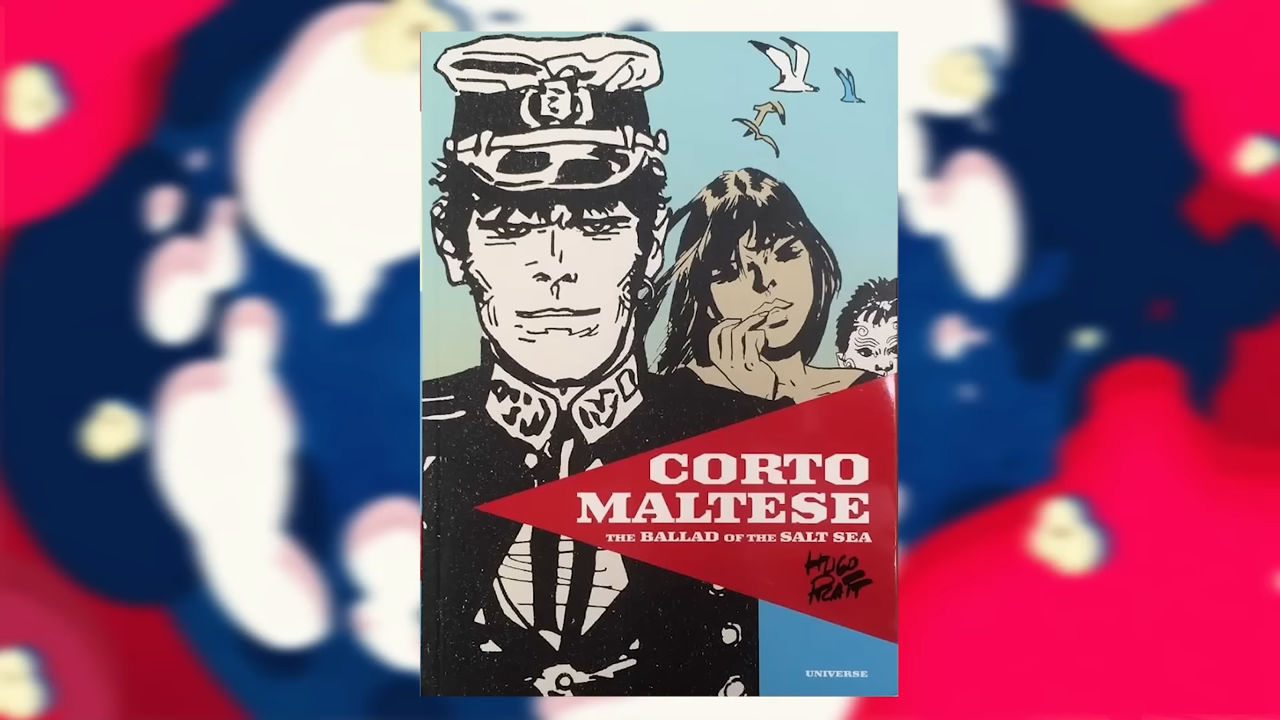 CORTO
MALTESE
THE BALLAD OF THE SALT SEA
HUGO
PRATT
UNIVERSE